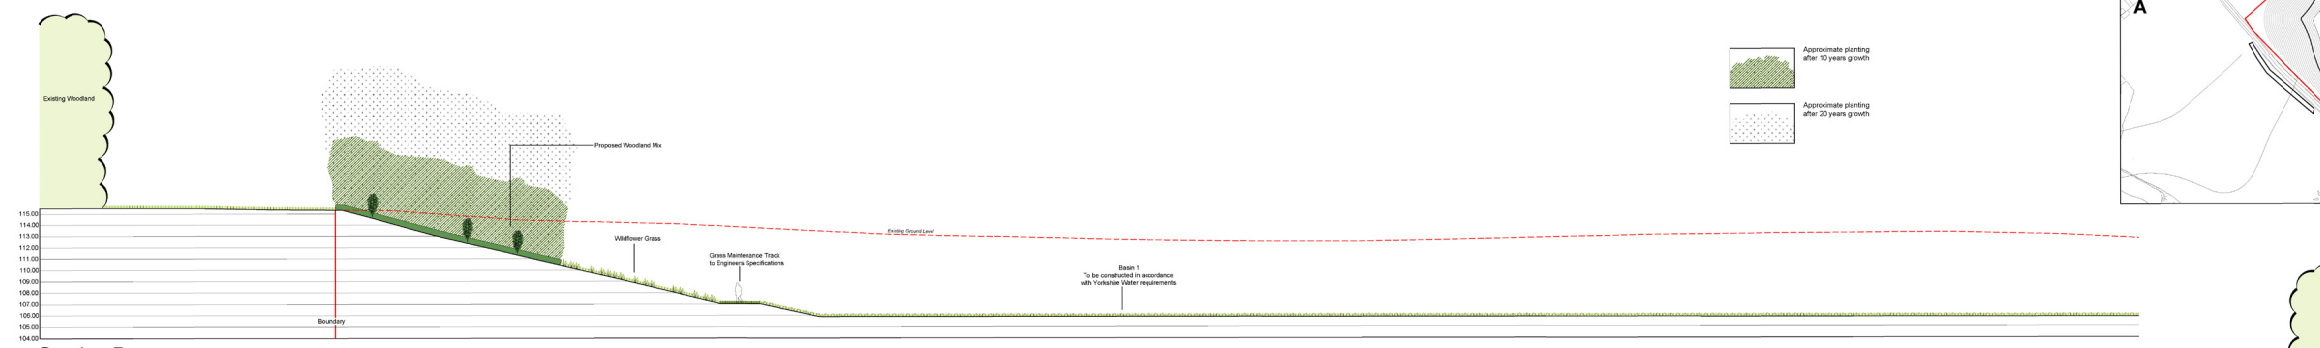 A
Approximate planting
after 10 years growth
Approximate planting
after 20 years growth
Existing Woodland
Proposed Woodland Mix
Existing Ground Level
Wildflower Grass
Grass Maintenance Track
to Engineers Specifications
Basin 1
To be constructed in accordance
with Yorkshire Water requirements
Boundary
115.00
114.00
113.00
112.00
111.00
110.00
109.00
108.00
107.00
106.00
105.00
104.00